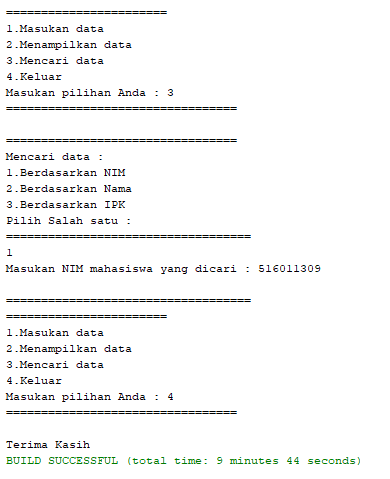 =======================
1.Masukan data
2.Menampilkan data
3.Mencari data
4.Keluar
Masukan pilihan Anda : 3
=================================
=================================
Mencari data :
1.Berdasarkan NIM
2.Berdasarkan Nama
3.Berdasarkan IPK
Pilih Salah satu :
===================================
1
Masukan NIM mahasiswa yang dicari : 516011309
===================================
=======================
1.Masukan data
2.Menampilkan data
3.Mencari data
4.Keluar
Masukan pilihan Anda : 4
=================================
Terima Kasih
BUILD SUCCESSFUL (total time: 9 minutes 44 seconds)